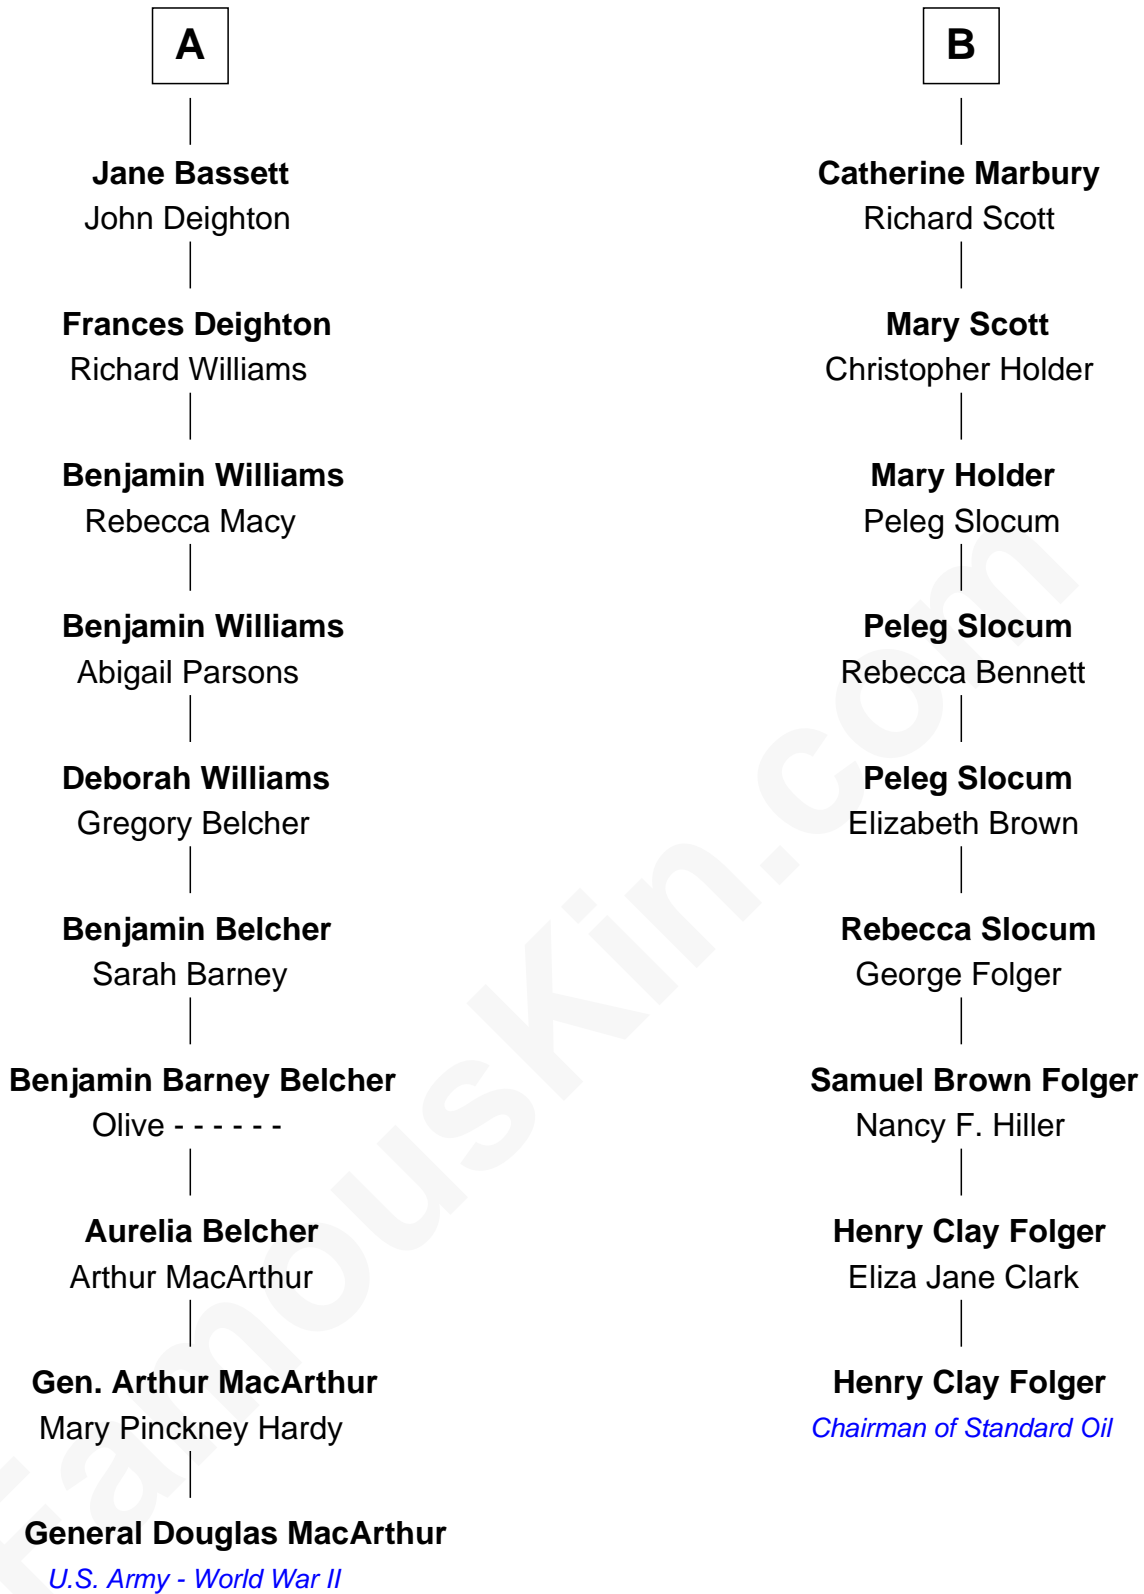 A
Jane Bassett
John Deighton
Frances Deighton
Richard Williams
Benjamin Williams
Rebecca Macy
Benjamin Williams
Abigail Parsons
Deborah Williams
Gregory Belcher
Benjamin Belcher
Sarah Barney
Benjamin Barney Belcher
Olive - - - - - -
Aurelia Belcher
Arthur MacArthur
Gen. Arthur MacArthur
Mary Pinckney Hardy
General Douglas MacArthur
U.S. Army - World War II
B
Catherine Marbury
Richard Scott
Mary Scott
Christopher Holder
Mary Holder
Peleg Slocum
Peleg Slocum
Rebecca Bennett
Peleg Slocum
Elizabeth Brown
Rebecca Slocum
George Folger
Samuel Brown Folger
Nancy F. Hiller
Henry Clay Folger
Eliza Jane Clark
Henry Clay Folger
Chairman of Standard Oil
FamousKin.com